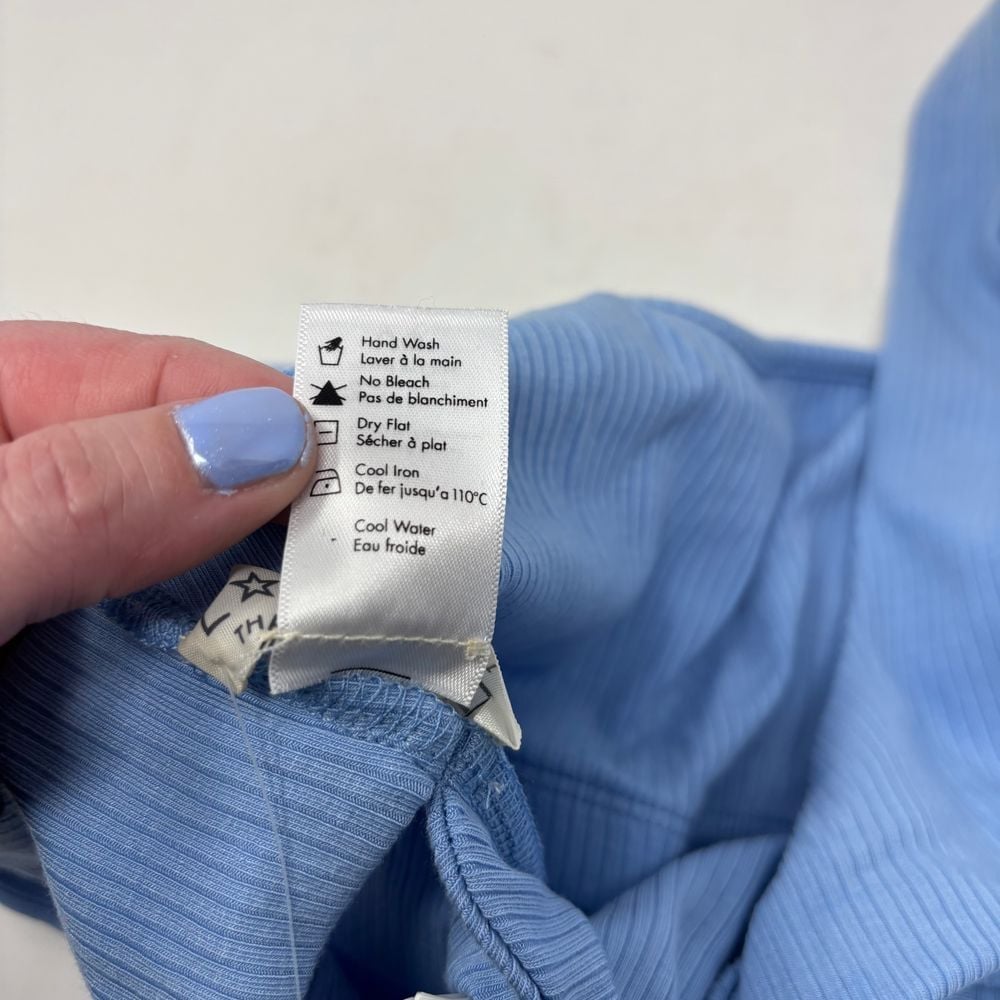 Hand Wash
Laver à la main
No Bleach
Pas de blanchiment
Dry Flat
Sécher à plat
Cool Iron
De fer jusqu'a 110°C
Cool Water
Eau froide